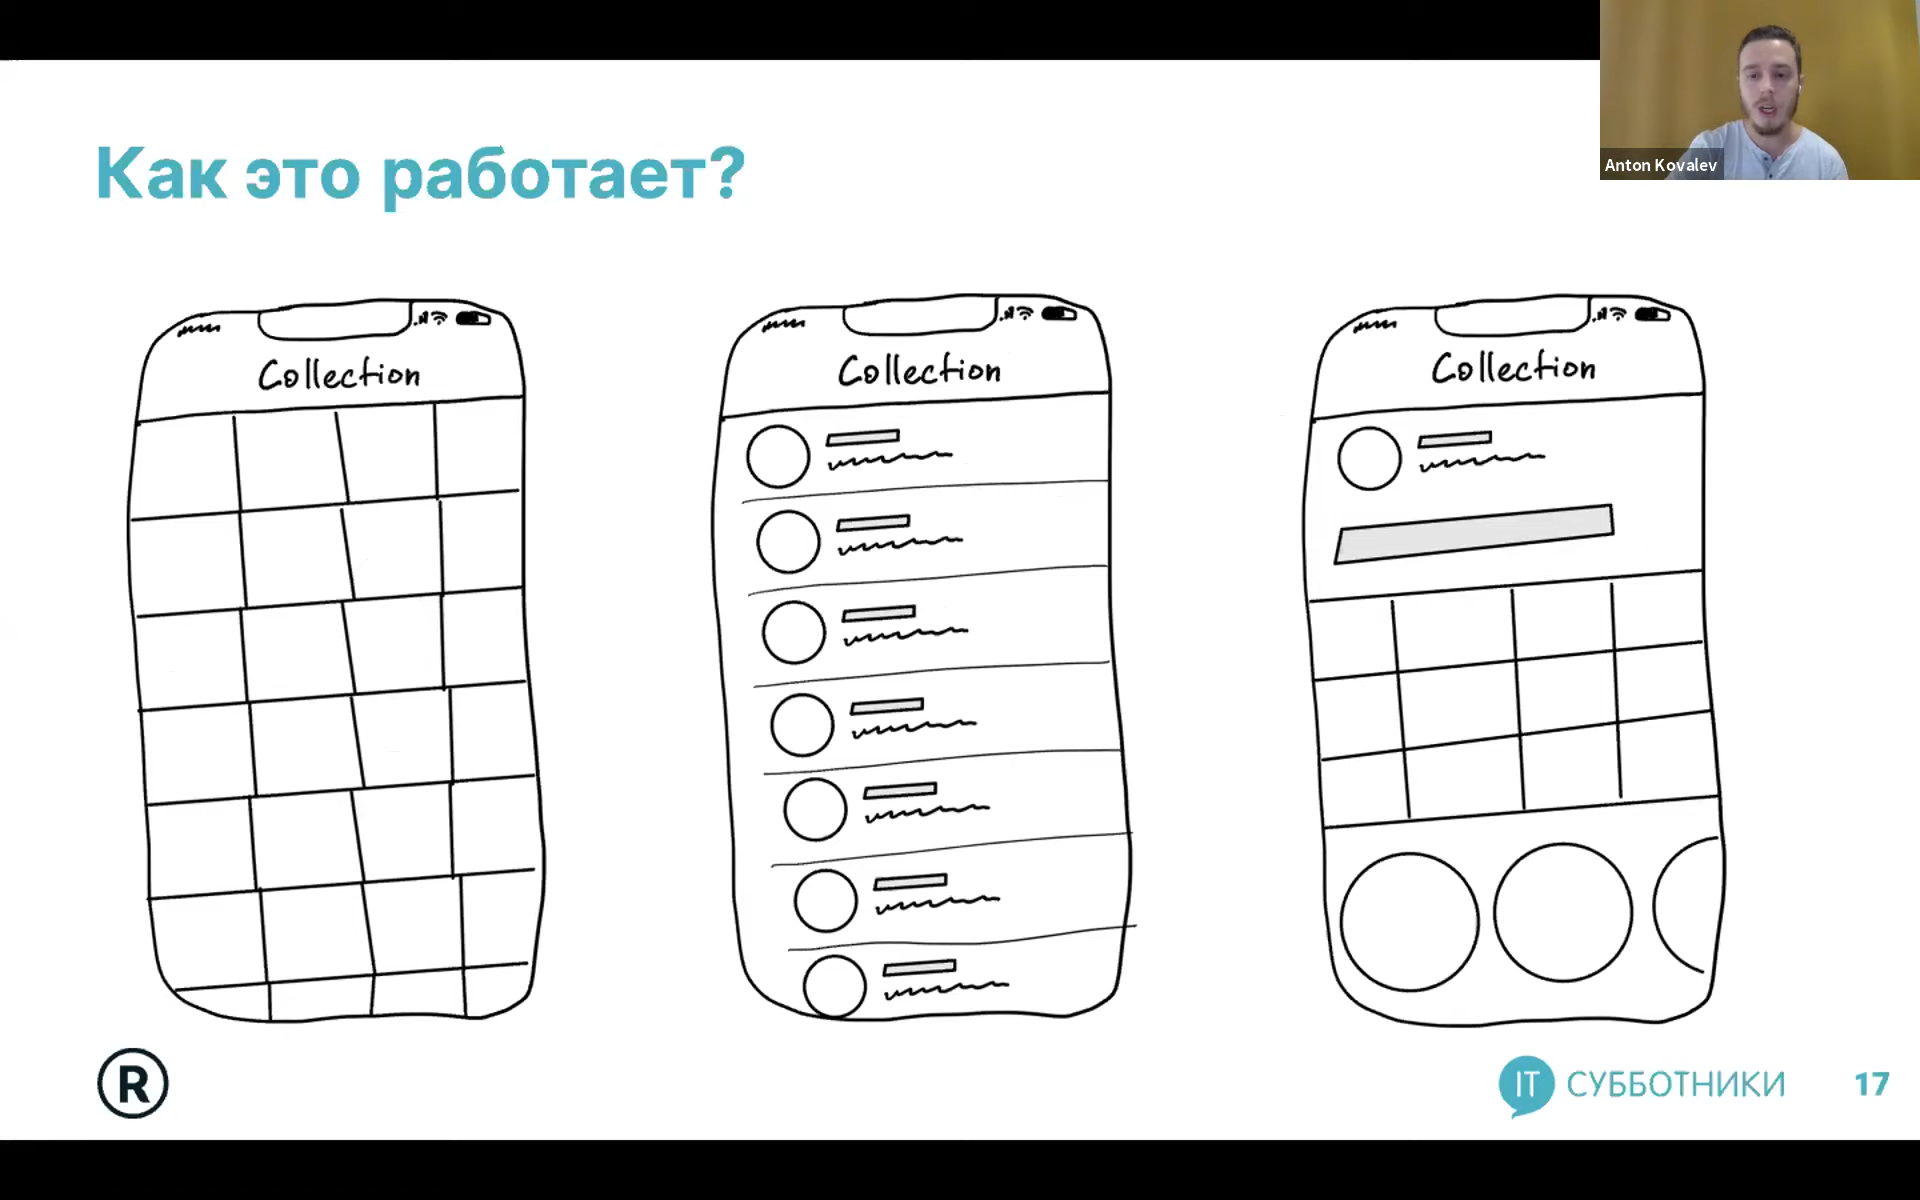 Anton Kovalev
Как это работает?
Collection
Collection
Collection
R
IT СУББОТНИКИ
17